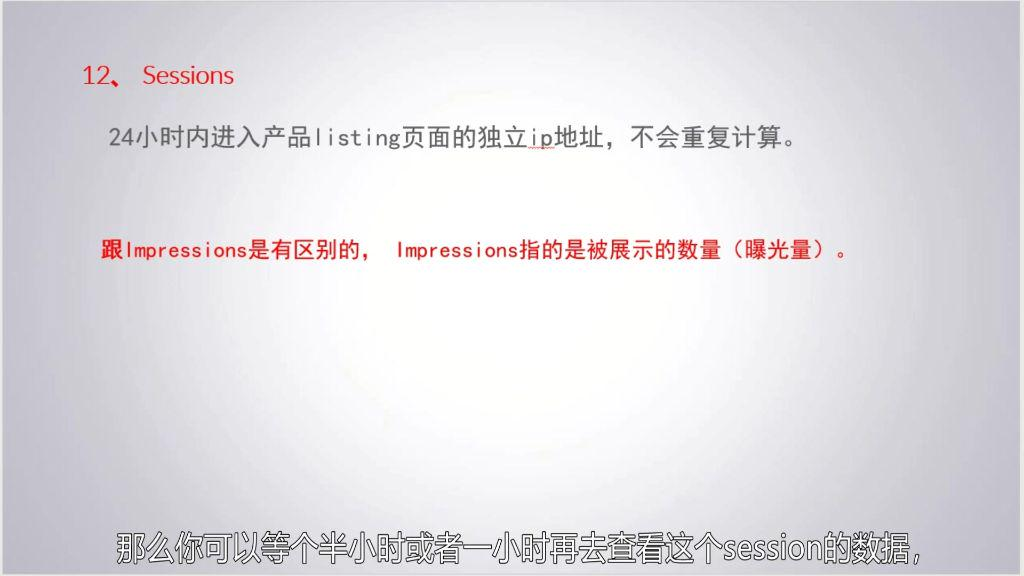 12、 Sessions
24小时内进入产品listing页面的独立ip地址，不会重复计算。
跟Impressions是有区别的， Impressions指的是被展示的数量（曝光量）。
那么你可以等个半小时或者一小时再去查看这个session的数据，